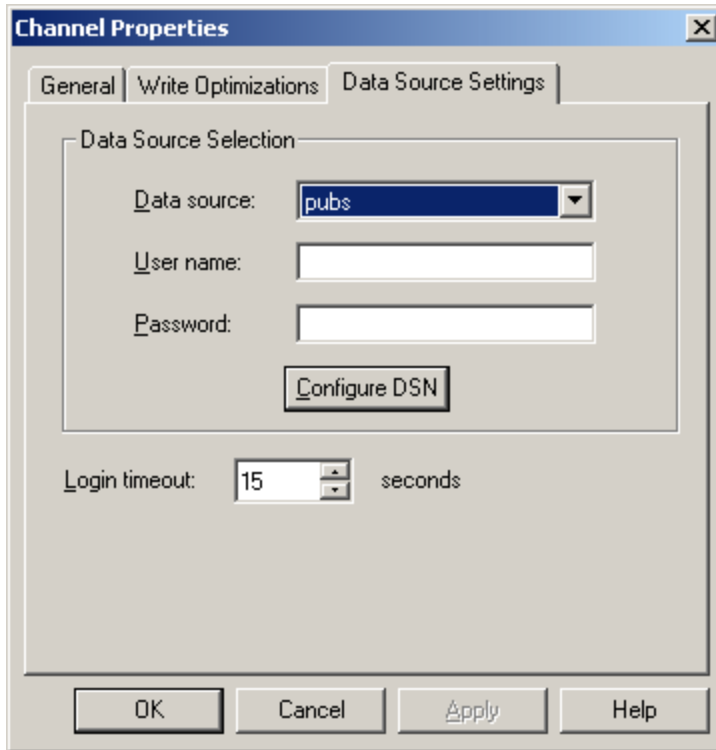 Channel Properties
General Write Optimizations Data Source Settings
Data Source Selection
Data source: pubs
User name:
Password:
Configure DSN
Login timeout: 15 seconds
OK Cancel Apply Help